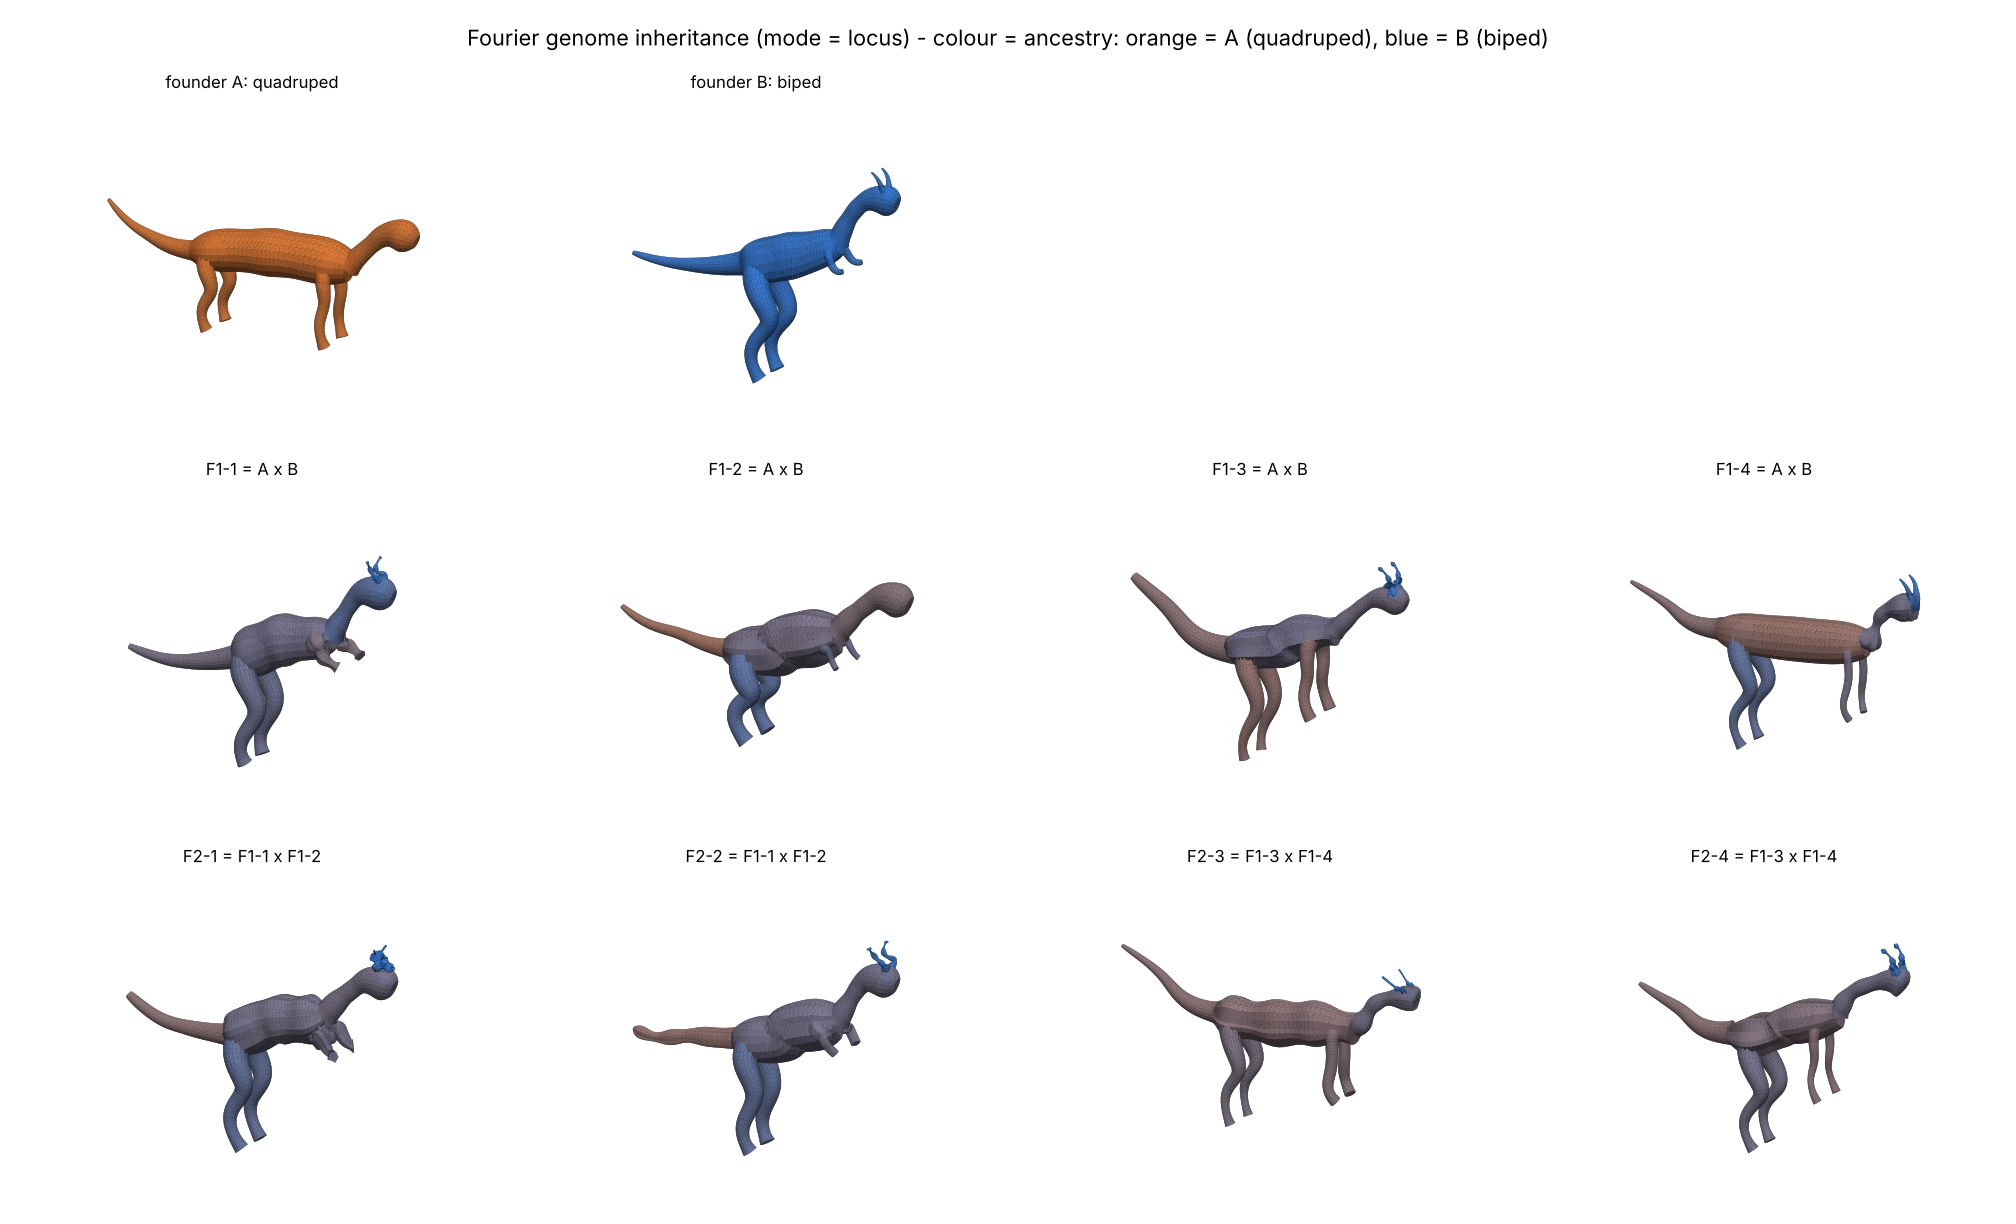 Fourier genome inheritance (mode = locus) - colour = ancestry: orange = A (quadruped), blue = B (biped)
founder A: quadruped
founder B: biped
F1-1 = A x B
F1-2 = A x B
F1-3 = A x B
F1-4 = A x B
F2-1 = F1-1 x F1-2
F2-2 = F1-1 x F1-2
F2-3 = F1-3 x F1-4
F2-4 = F1-3 x F1-4